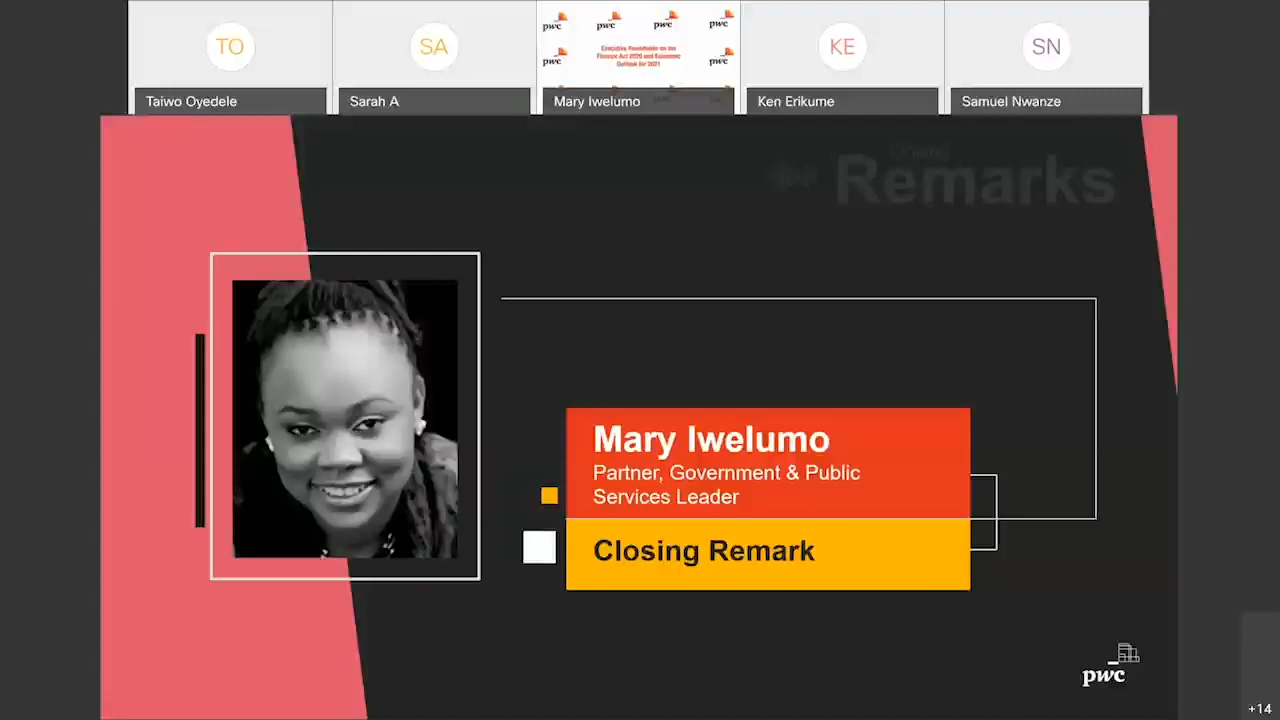 TO
SA
pwc
pwc
pwc
pwc
pwc
Executive Roundtable on the
Finance Act 2020 and Economic
Outlook for 2021
pwc
KE
SN
Taiwo Oyedele
Sarah A
Mary Iwelumo
Ken Erikume
Samuel Nwanze
Remarks
Mary Iwelumo
Partner, Government & Public
Services Leader
Closing Remark
pwc
+14